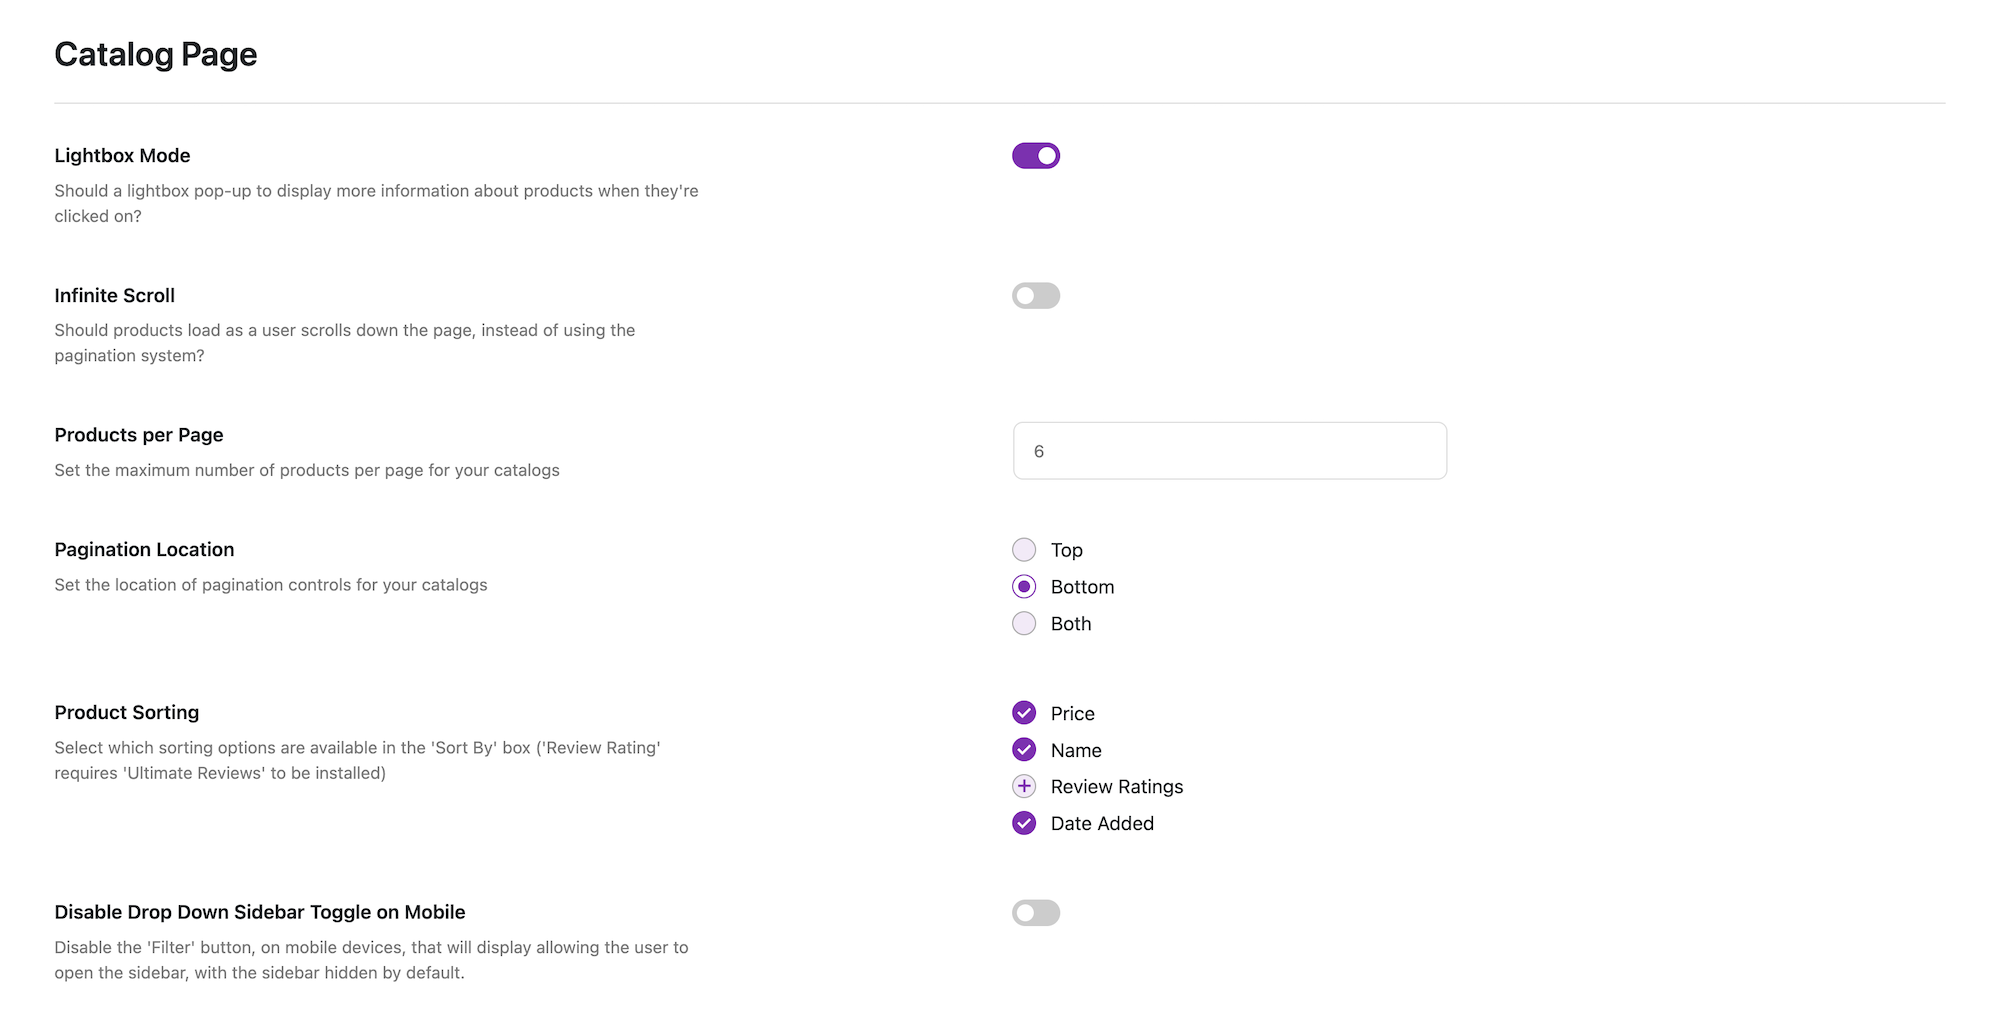 Catalog Page
Lightbox Mode
Should a lightbox pop-up to display more information about products when they're
clicked on?
Infinite Scroll
Should products load as a user scrolls down the page, instead of using the
pagination system?
Products per Page
Set the maximum number of products per page for your catalogs
6
Pagination Location
Set the location of pagination controls for your catalogs
Top
Bottom
Both
Product Sorting
Select which sorting options are available in the 'Sort By' box ('Review Rating'
requires 'Ultimate Reviews' to be installed)
Price
Name
Review Ratings
Date Added
Disable Drop Down Sidebar Toggle on Mobile
Disable the 'Filter' button, on mobile devices, that will display allowing the user to
open the sidebar, with the sidebar hidden by default.